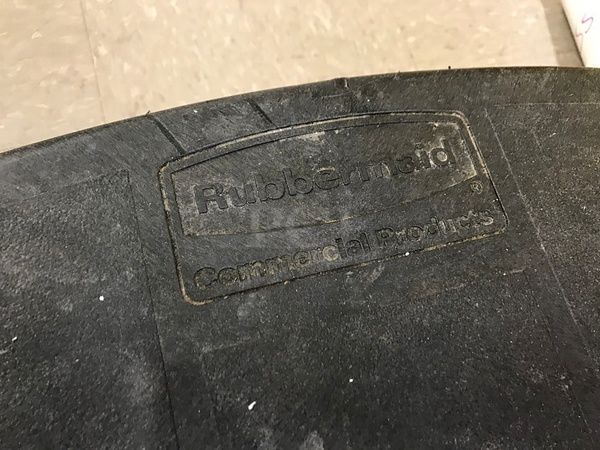 Rubbermaid
®
Commercial Products